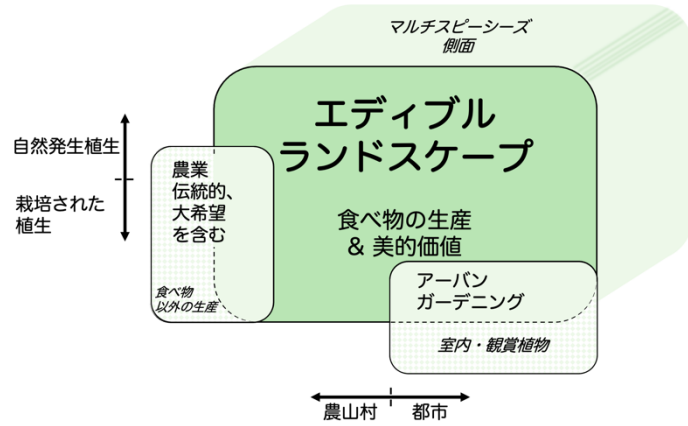 マルチスピーシーズ
側面
エディブル
ランドスケープ
自然発生植生
栽培された
植生
農業
伝統的、
大希望
を含む
食べ物の生産
& 美的価値
食べ物
以外の生産
アーバン
ガーデニング
室内・観賞植物
農山村
都市